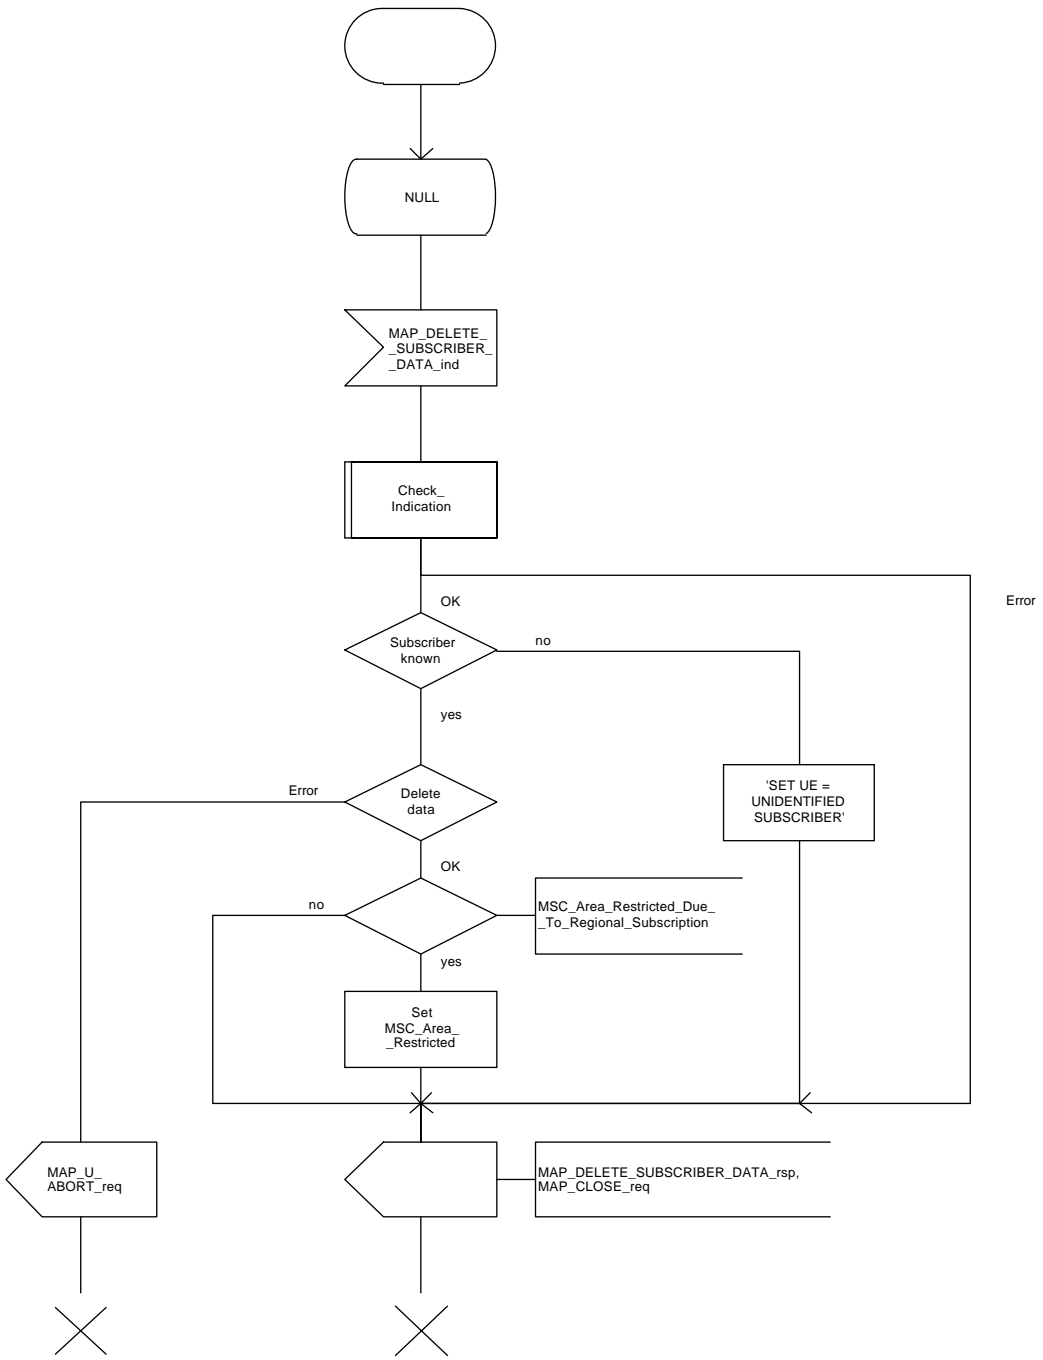 NULL
MAP_DELETE_
_SUBSCRIBER_
_DATA_ind
Check_
Indication
OK
Error
Subscriber
known
no
yes
Error
Delete
data
'SET UE =
UNIDENTIFIED
SUBSCRIBER'
OK
no
MSC_Area_Restricted_Due_
_To_Regional_Subscription
yes
Set
MSC_Area_
_Restricted
MAP_U_
ABORT_req
MAP_DELETE_SUBSCRIBER_DATA_rsp,
MAP_CLOSE_req